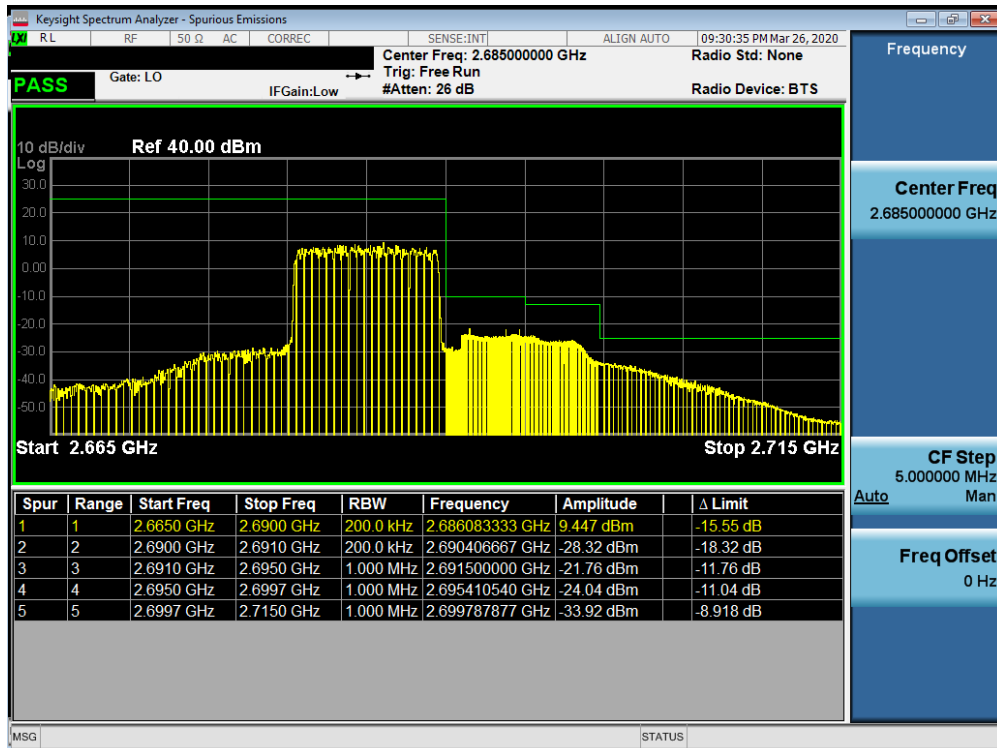 Keysight Spectrum Analyzer - Spurious Emissions
LXI RL RF 50 Ω AC CORREC SENSE:INT ALIGN AUTO 09:30:35 PM Mar 26, 2020
Center Freq: 2.685000000 GHz Radio Std: None
PASS Gate: LO Trig: Free Run
IFGain:Low #Atten: 26 dB Radio Device: BTS
10 dB/div Ref 40.00 dBm
Log
30.0
20.0
10.0
0.00
-10.0
-20.0
-30.0
-40.0
-50.0
Start 2.665 GHz Stop 2.715 GHz
Spur Range Start Freq Stop Freq RBW Frequency Amplitude Δ Limit
1 1 2.6650 GHz 2.6900 GHz 200.0 kHz 2.686083333 GHz 9.447 dBm -15.55 dB
2 2 2.6900 GHz 2.6910 GHz 200.0 kHz 2.690406667 GHz -28.32 dBm -18.32 dB
3 3 2.6910 GHz 2.6950 GHz 1.000 MHz 2.691500000 GHz -21.76 dBm -11.76 dB
4 4 2.6950 GHz 2.6997 GHz 1.000 MHz 2.695410540 GHz -24.04 dBm -11.04 dB
5 5 2.6997 GHz 2.7150 GHz 1.000 MHz 2.699787877 GHz -33.92 dBm -8.918 dB
MSG STATUS
Frequency
Center Freq
2.685000000 GHz
CF Step
5.000000 MHz
Auto Man
Freq Offset
0 Hz